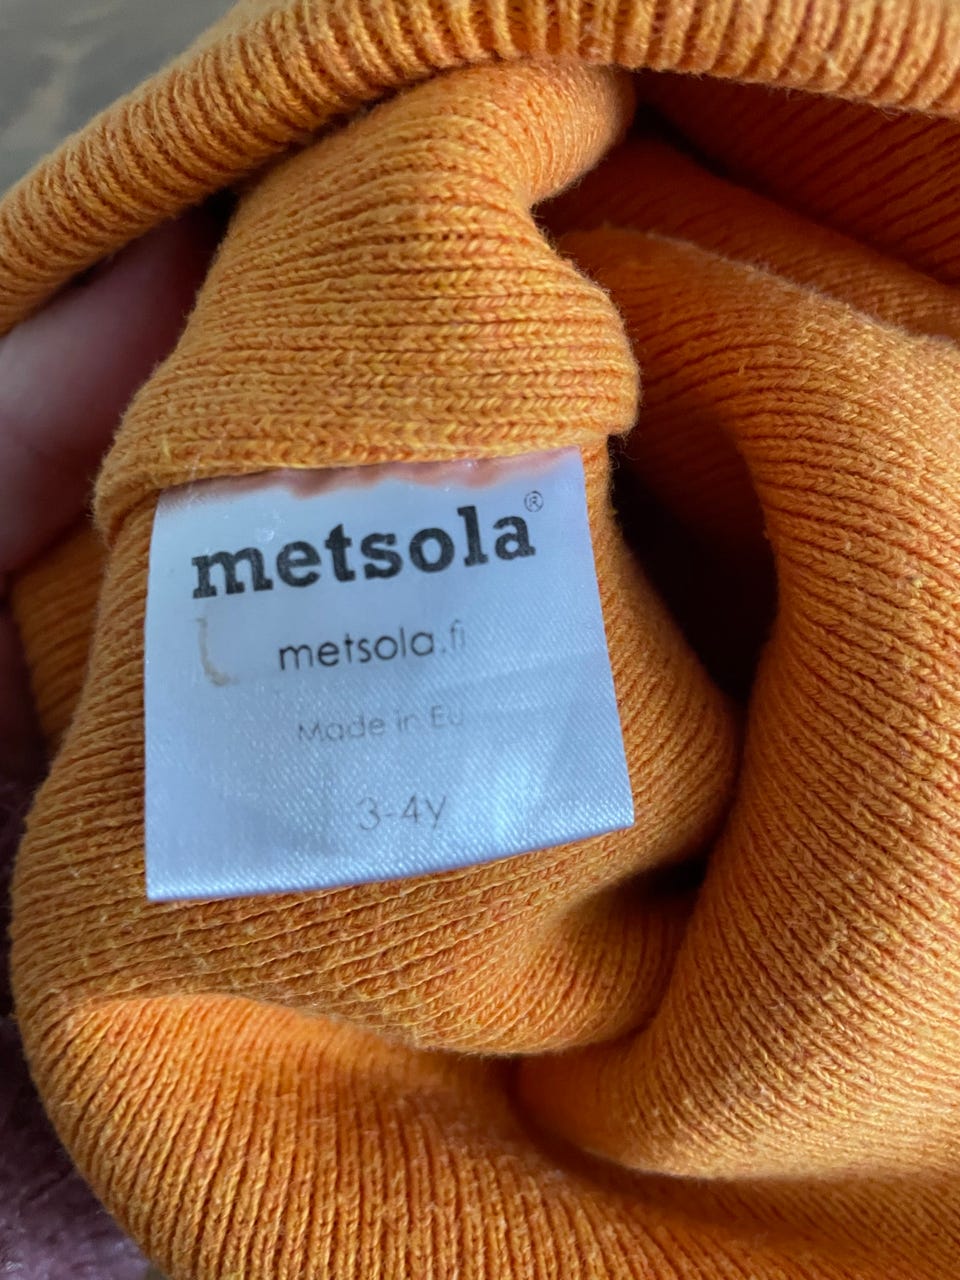 metsola®
metsola.fi
Made in EU
3-4Y